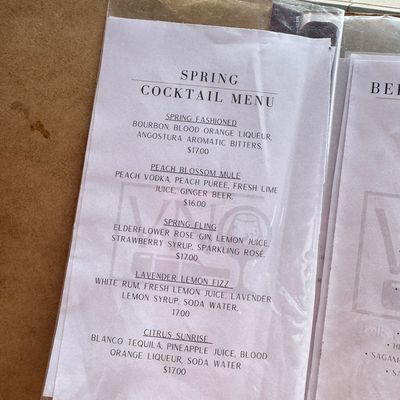 SPRING
COCKTAIL MENU
SPRING FASHIONED
BOURBON, BLOOD ORANGE LIQUEUR,
ANGOSTURA AROMATIC BITTERS,
$17.00
PEACH BLOSSOM MULE
PEACH VODKA, PEACH PUREE, FRESH LIME
JUICE, GINGER BEER,
$16.00
SPRING FLING
ELDERFLOWER ROSE GIN, LEMON JUICE,
STRAWBERRY SYRUP, SPARKLING ROSÉ,
$17.00
LAVENDER LEMON FIZZ
WHITE RUM, FRESH LEMON JUICE, LAVENDER
LEMON SYRUP, SODA WATER,
17.00
CITRUS SUNRISE
BLANCO TEQUILA, PINEAPPLE JUICE, BLOOD
ORANGE LIQUEUR, SODA WATER
$17.00